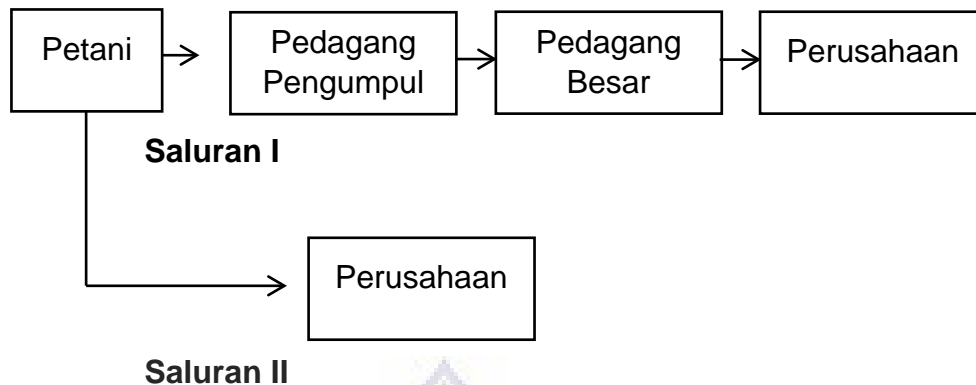 Petani
Pedagang
Pengumpul
Pedagang
Besar
Perusahaan
Saluran I
Perusahaan
Saluran II